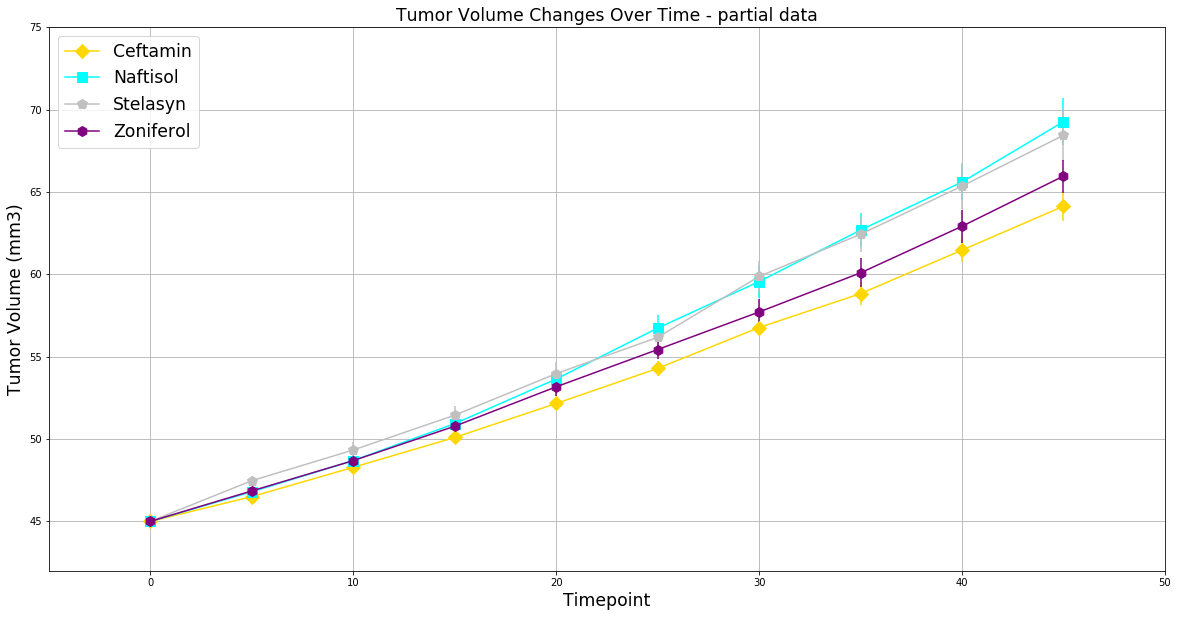 Tumor Volume Changes Over Time - partial data
Ceftamin
Naftisol
Stelasyn
Zoniferol
Tumor Volume (mm3)
75
70
65
60
55
50
45
0
10
20
30
40
50
Timepoint